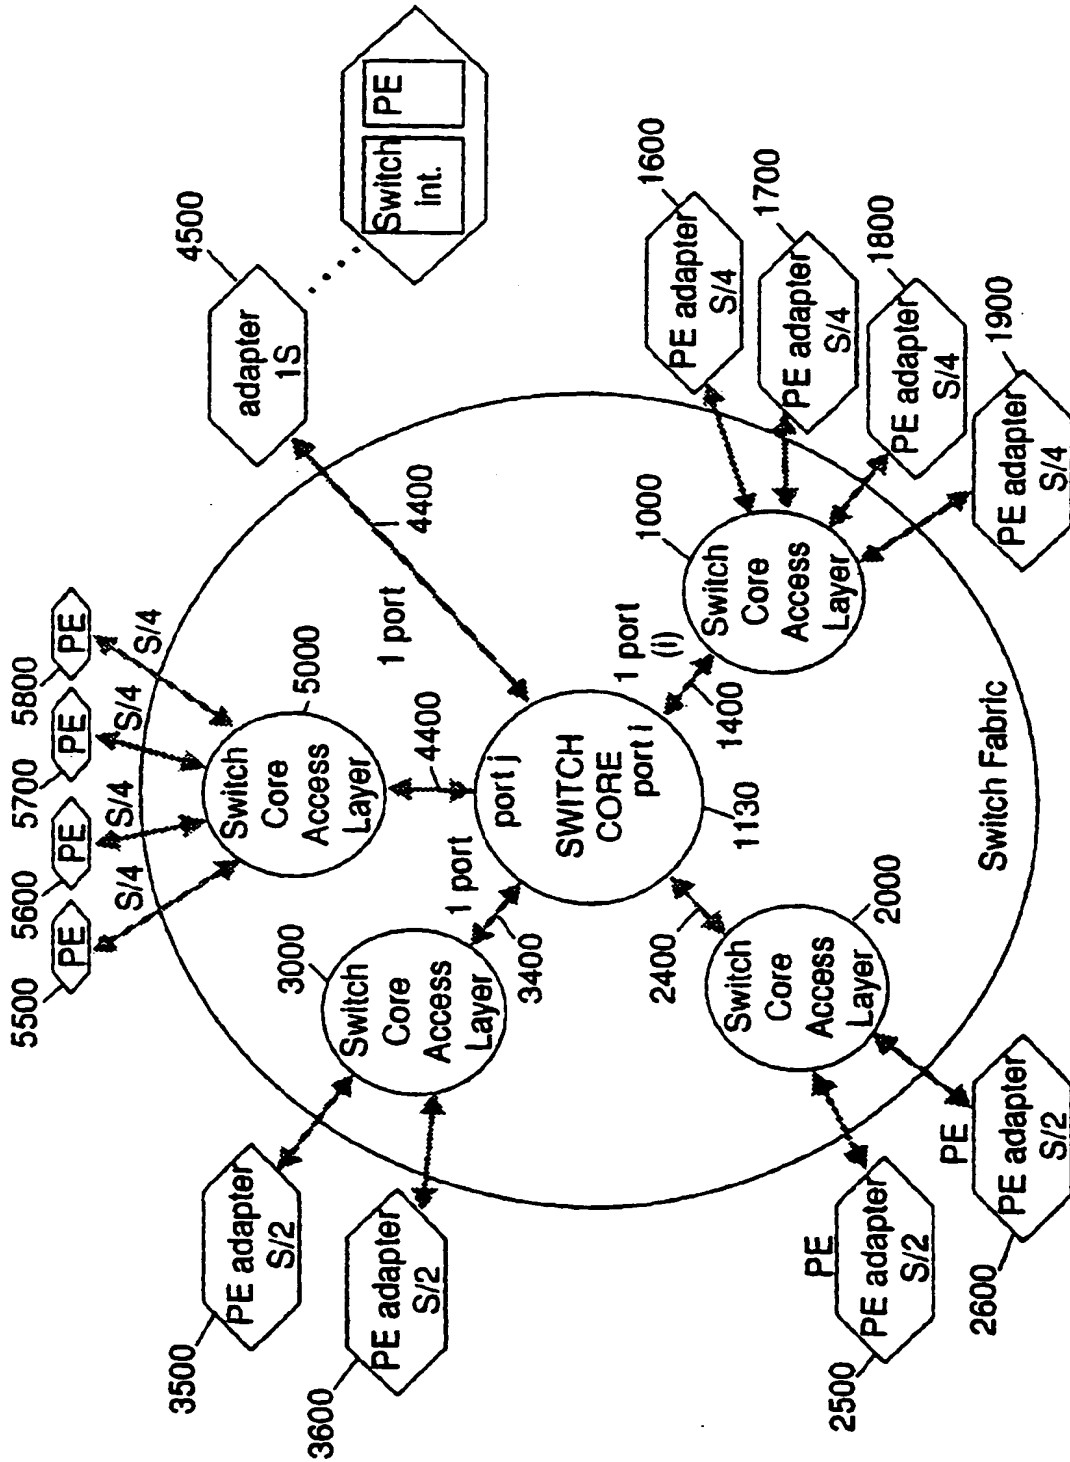 5500
PE
S/4
5600
PE
S/4
5700
PE
S/4
5800
PE
S/4
4500
adapter
1S
Switch
int.
PE
3500
PE adapter
S/2
3600
PE adapter
S/2
3000
Switch
Core
Access
Layer
3400
1 port
5000
Switch
Core
Access
Layer
4400
1 port
4400
port j
SWITCH
CORE
port i
1130
1 port
(i)
1400
1000
Switch
Core
Access
Layer
1600
PE adapter
S/4
1700
PE adapter
S/4
1800
PE adapter
S/4
1900
PE adapter
S/4
2400
2000
Switch
Core
Access
Layer
2500
PE
PE adapter
S/2
2600
PE
PE adapter
S/2
Switch Fabric